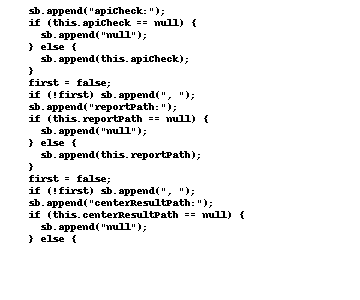 sb.append("apiCheck:");
if (this.apiCheck == null) {
sb.append("null");
} else {
sb.append(this.apiCheck);
}
first = false;
if (!first) sb.append(", ");
sb.append("reportPath:");
if (this.reportPath == null) {
sb.append("null");
} else {
sb.append(this.reportPath);
}
first = false;
if (!first) sb.append(", ");
sb.append("centerResultPath:");
if (this.centerResultPath == null) {
sb.append("null");
} else {